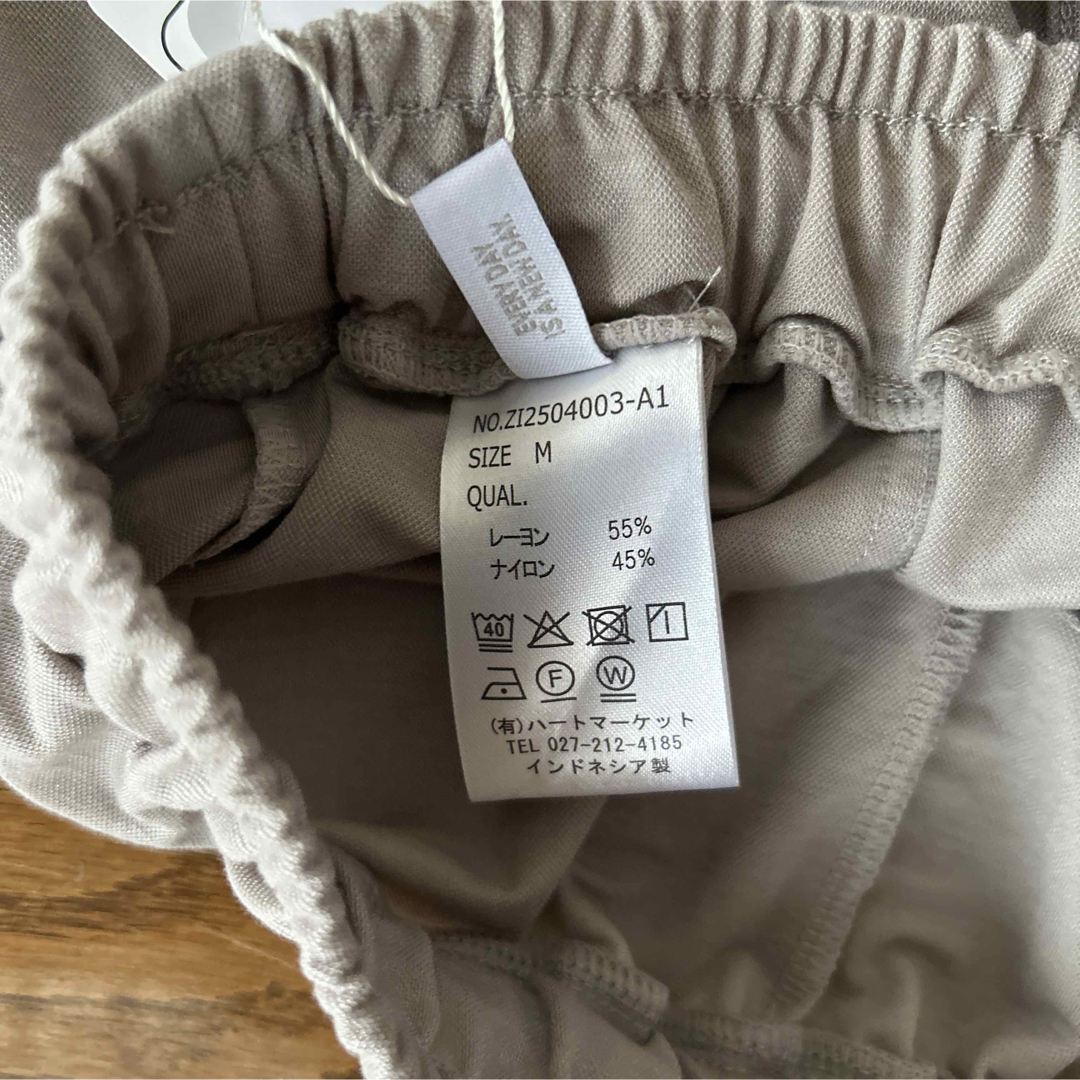 EVERY DAY
IS A NEW DAY.
NO.ZI2504003-A1
SIZE M
QUAL.
レーヨン 55%
ナイロン 45%
40
F W
(有)ハートマーケット
TEL 027-212-4185
インドネシア製